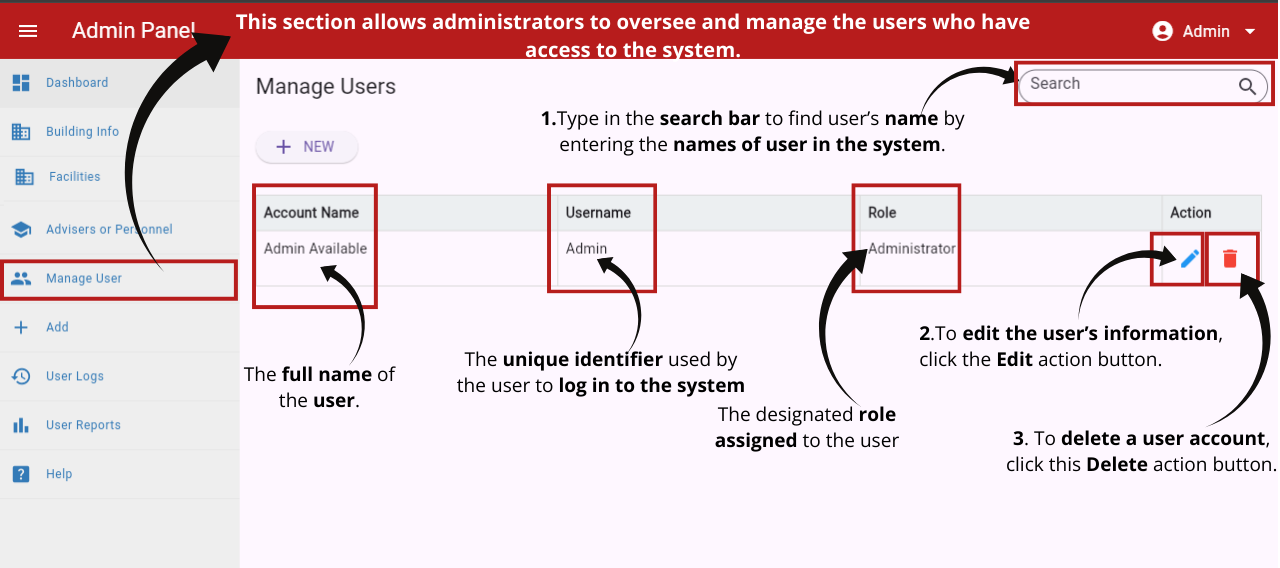 Admin Panel
This section allows administrators to oversee and manage the users who have
access to the system.
Admin
Dashboard
Building Info
Facilities
Advisers or Personnel
Manage User
Add
User Logs
User Reports
Help
Manage Users
Search
1.Type in the search bar to find user’s name by
entering the names of user in the system.
NEW
Account Name
Username
Role
Action
Admin Available
Admin
Administrator
The full name of
the user.
The unique identifier used by
the user to log in to the system
The designated role
assigned to the user
2.To edit the user’s information,
click the Edit action button.
3. To delete a user account,
click this Delete action button.